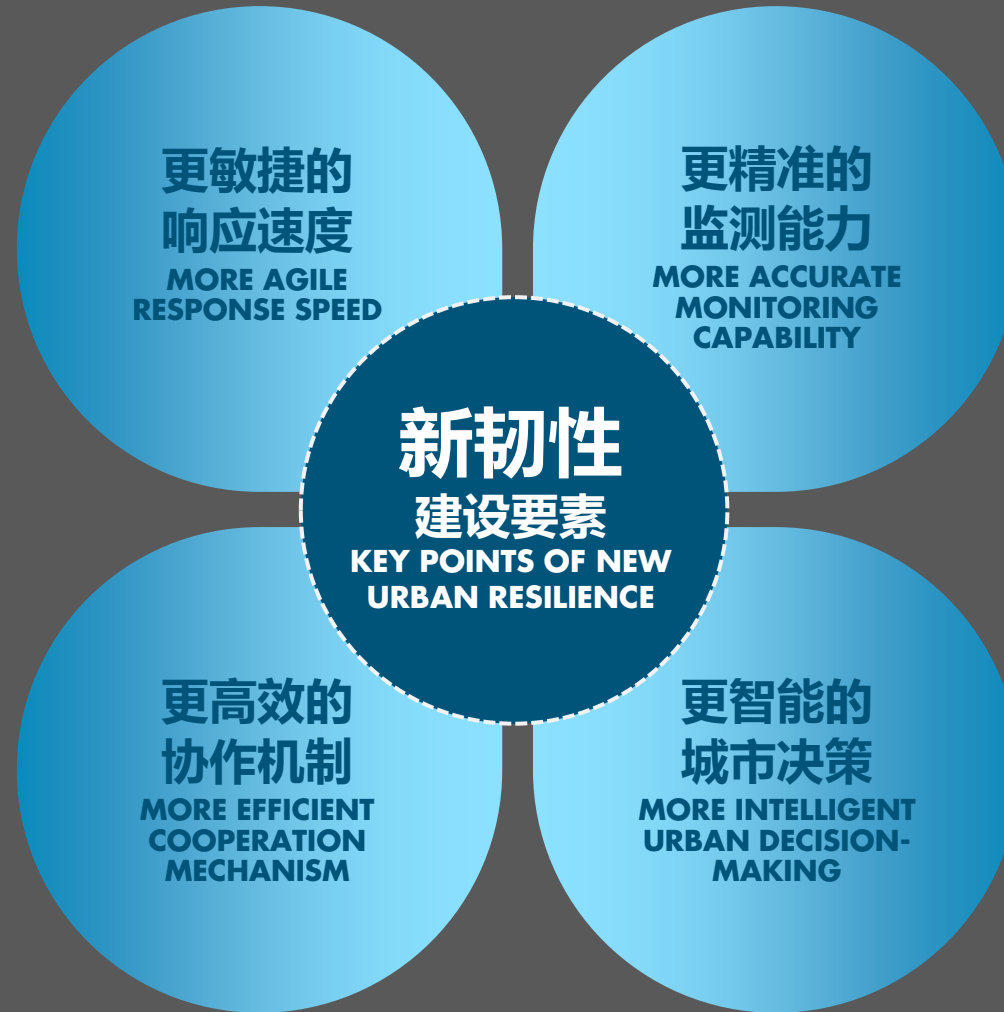 更敏捷的
响应速度
MORE AGILE
RESPONSE SPEED
更精准的
监测能力
MORE ACCURATE
MONITORING
CAPABILITY
新韧性
建设要素
KEY POINTS OF NEW
URBAN RESILIENCE
更高效的
协作机制
MORE EFFICIENT
COOPERATION
MECHANISM
更智能的
城市决策
MORE INTELLIGENT
URBAN DECISION-
MAKING